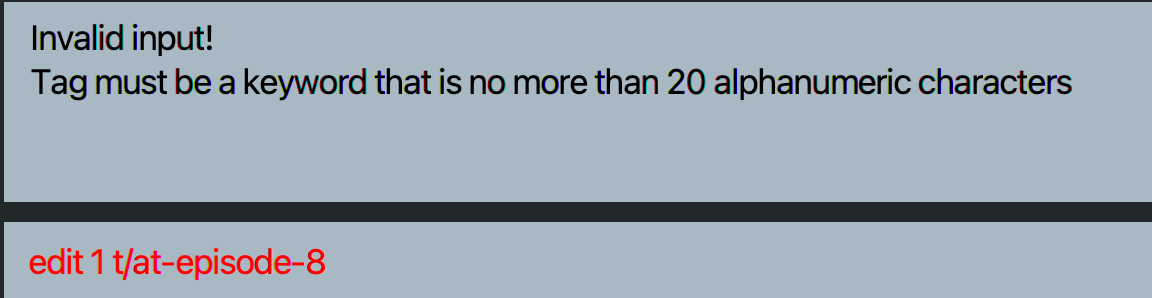 Invalid input!
Tag must be a keyword that is no more than 20 alphanumeric characters
edit 1 t/at-episode-8